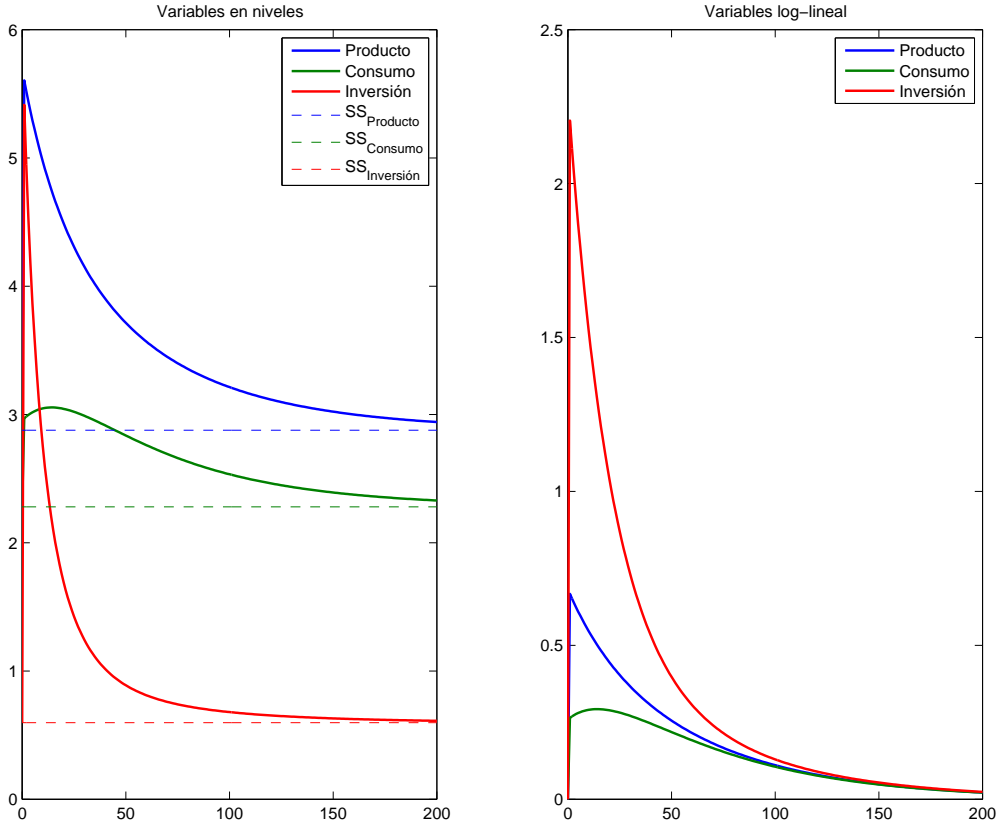 Variables en niveles
6
5
4
3
2
1
0
0
50
100
150
200
Producto
Consumo
Inversión
SS_Producto
SS_Consumo
SS_Inversión
Variables log−lineal
2.5
2
1.5
1
0.5
0
0
50
100
150
200
Producto
Consumo
Inversión